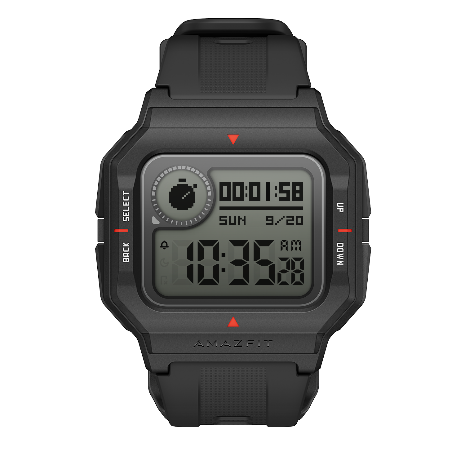 00:01:58
SUN 9/20
10:35 28 AM
SELECT
BACK
UP
DOWN
AMAZFIT